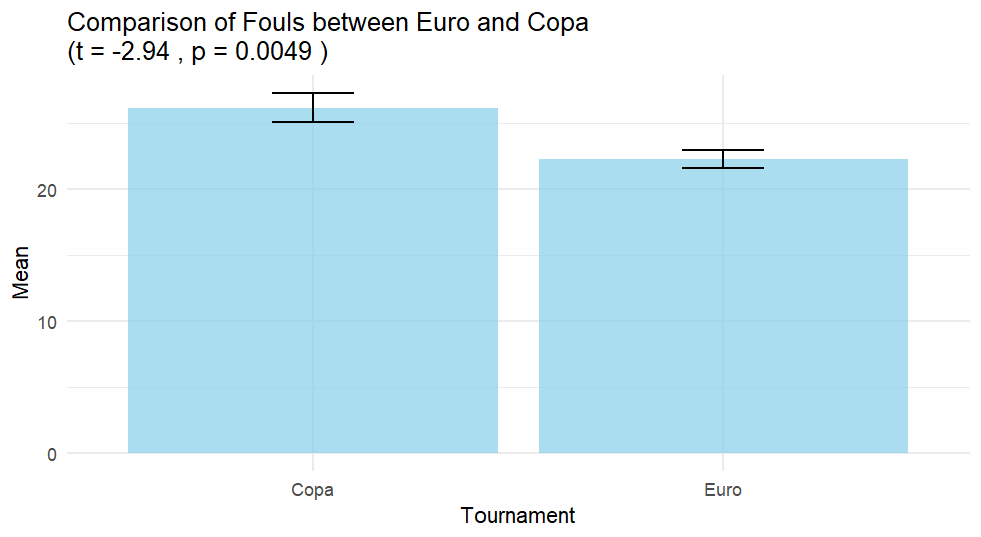 Comparison of Fouls between Euro and Copa
(t = -2.94 , p = 0.0049 )
Mean
20
10
0
Copa
Euro
Tournament